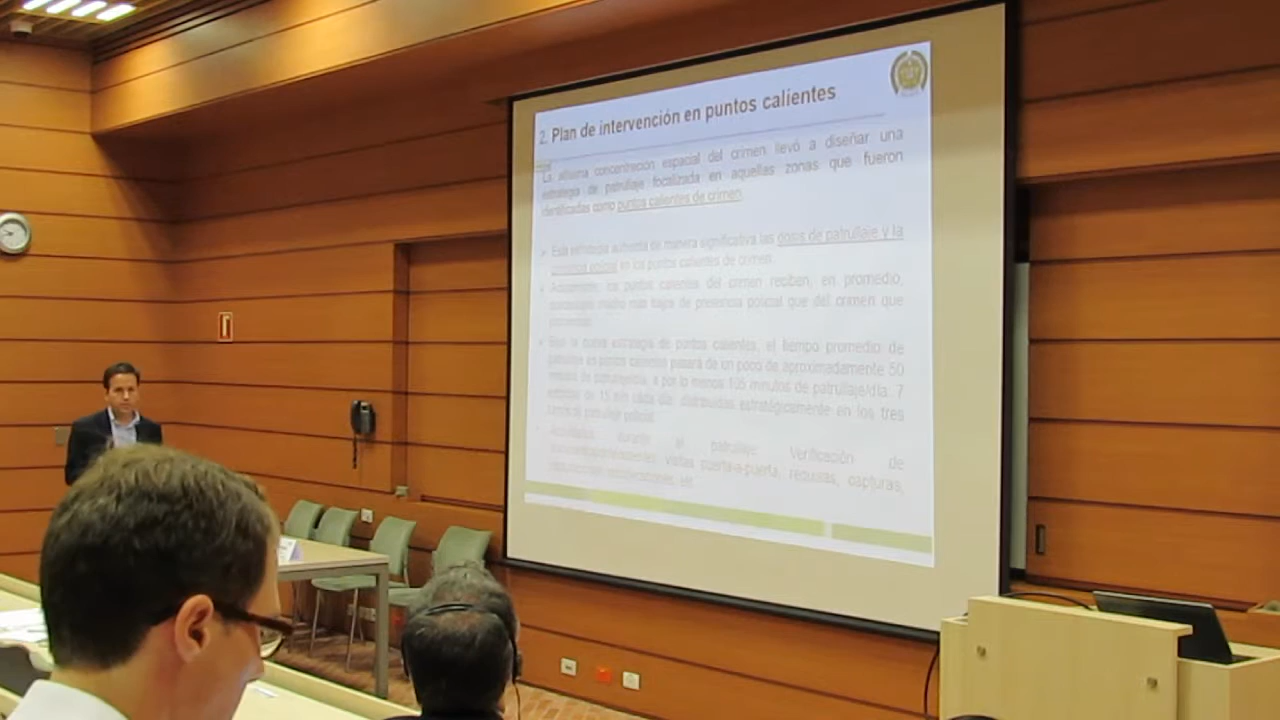 2. Plan de intervención en puntos calientes
La altísima concentración espacial del crimen llevó a diseñar una
estrategia de patrullaje focalizada en aquellas zonas que fueron
identificadas como puntos calientes de crimen.
Esta estrategia aumenta de manera significativa las dosis de patrullaje y la
presencia policial en los puntos calientes de crimen.
los puntos calientes del crimen reciben, en promedio,
mucho más bajos de presencia policial que del crimen que
Bajo la nueva estrategia de puntos calientes, el tiempo promedio de
patrullaje en puntos calientes pasará de un poco de aproximadamente 50
minutos de patrullaje/día, a por lo menos 105 minutos de patrullaje/día. 7
de 15 min cada una distribuidas estratégicamente en los tres
turnos de patrullaje policial.
Actividades durante el patrullaje: Verificación de
visitas puerta-a-puerta, requisas, capturas,
etc.